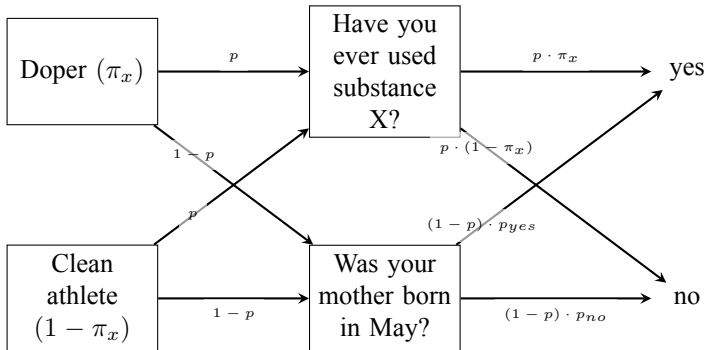 Doper (π_x)
p
Have you
ever used
substance
X?
p · π_x
yes
1 − p
p · (1 − π_x)
p
(1 − p) · p_yes
Clean
athlete
(1 − π_x)
1 − p
Was your
mother born
in May?
(1 − p) · p_no
no